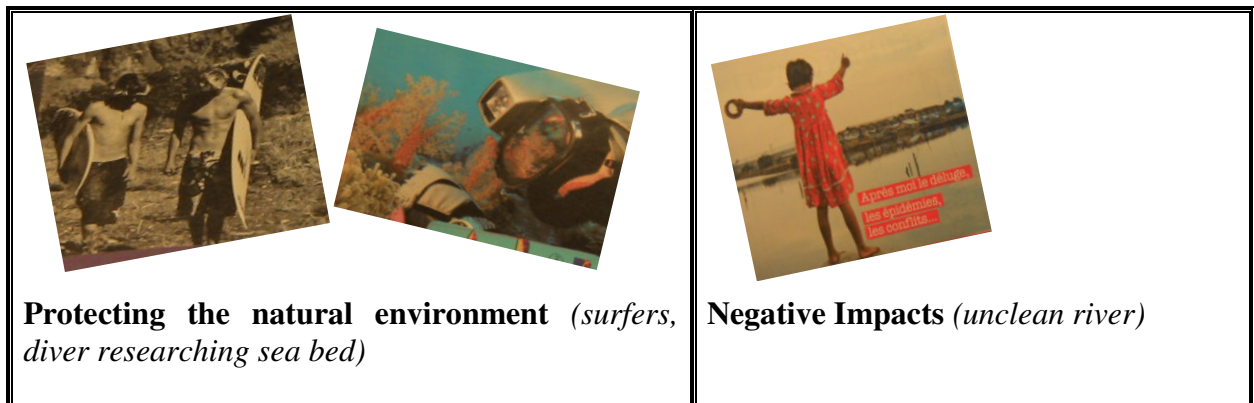 Après moi le déluge,
les épidémies,
les conflits...
Protecting the natural environment (surfers,
diver researching sea bed)
Negative Impacts (unclean river)